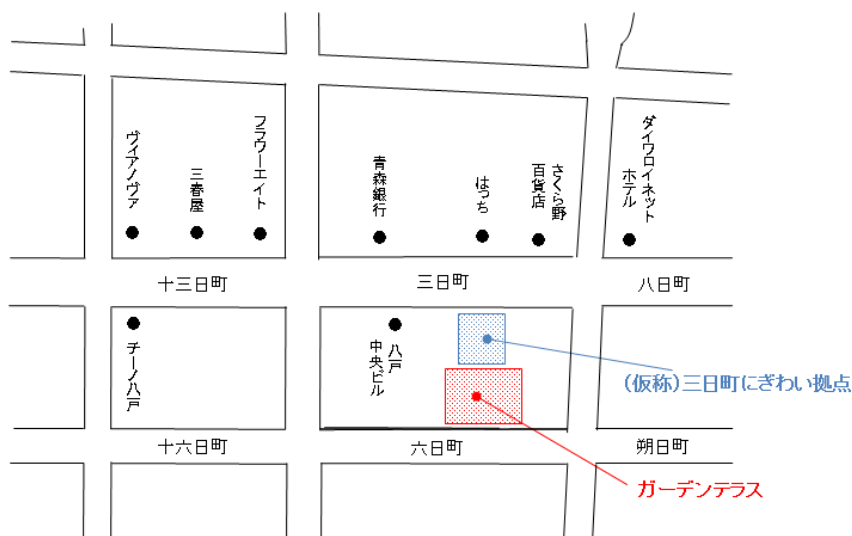 ヴィアノヴァ
三春屋
フラワーエイト
青森銀行
はっち
さくら野
百貨店
ダイワロイネット
ホテル
十三日町
三日町
八日町
チーノ八戸
八戸
中央ビル
(仮称)三日町にぎわい拠点
十六日町
六日町
朔日町
ガーデンテラス